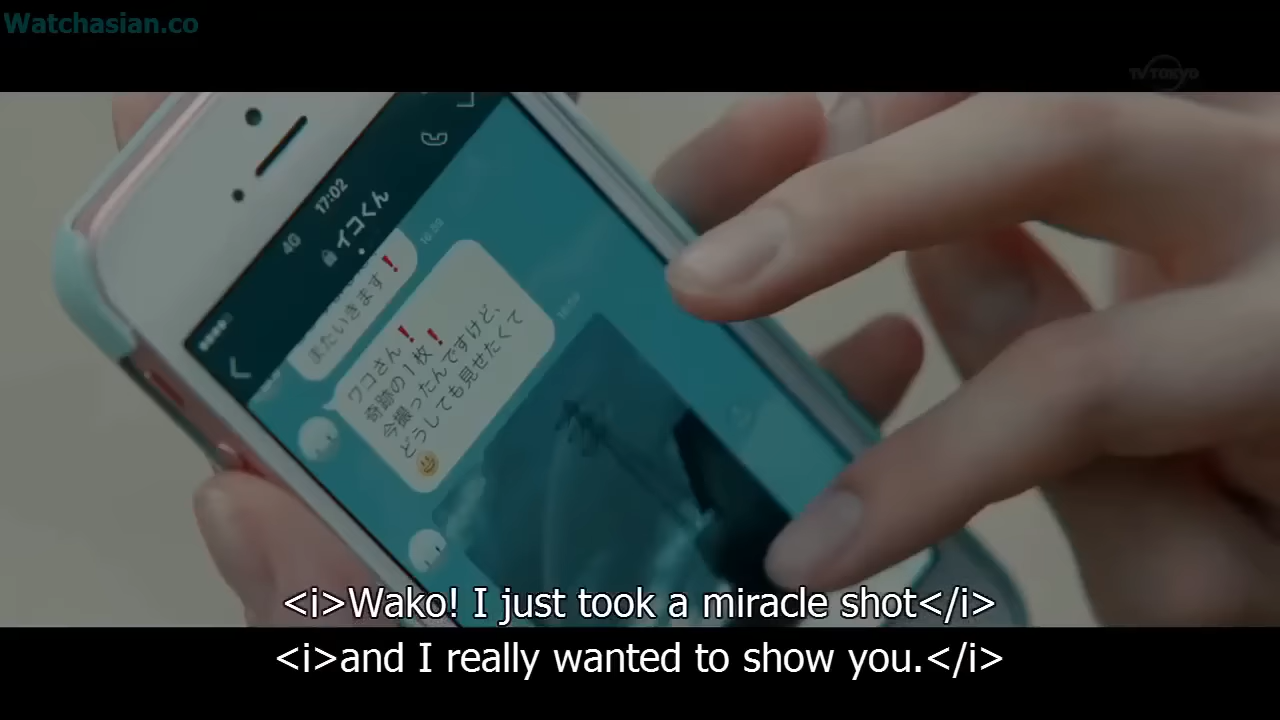 Watchasian.co
TV TOKYO
17:02
4G
イコくん
16:59
またいきます❗
ワコさん❗
奇跡の1枚❗
今撮ったんですけど、
どうしても見せたくて
😃
<i>Wako! I just took a miracle shot</i>
<i>and I really wanted to show you.</i>